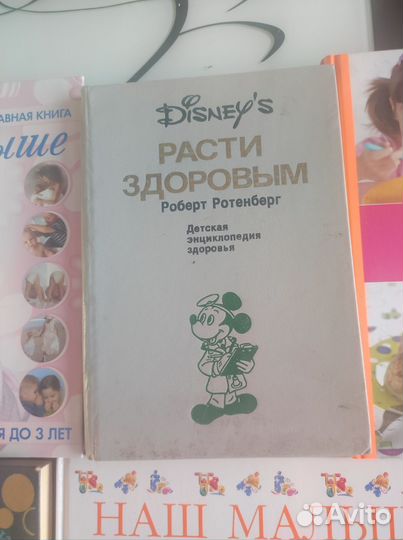 АВНАЯ КНИГА
ыше
Я ДО 3 ЛЕТ
DISNEY'S
РАСТИ
ЗДОРОВЫМ
Роберт Ротенберг
Детская
энциклопедия
здоровья
НАШ МАЛЫ
Avito